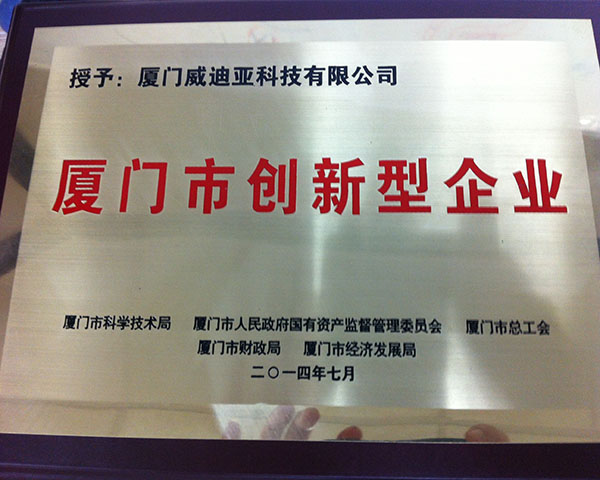 授予：厦门威迪亚科技有限公司
厦门市创新型企业
厦门市科学技术局 厦门市人民政府国有资产监督管理委员会 厦门市总工会
厦门市财政局 厦门市经济发展局
二〇一四年七月